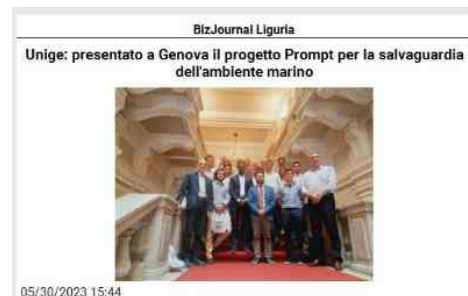 BizJournal Liguria
Unige: presentato a Genova il progetto Prompt per la salvaguardia
dell'ambiente marino
05/30/2023 15:44